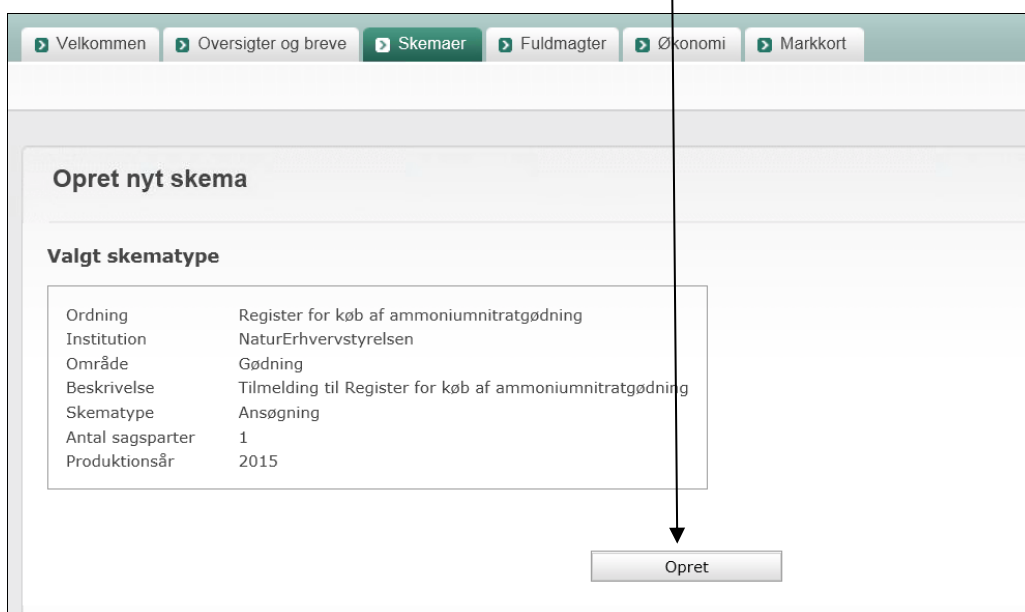 Velkommen Oversigter og breve Skemaer Fuldmagter Økonomi Markkort
Opret nyt skema
Valgt skematype
Ordning Register for køb af ammoniumnitratgødning
Institution NaturErhvervstyrelsen
Område Gødning
Beskrivelse Tilmelding til Register for køb af ammoniumnitratgødning
Skematype Ansøgning
Antal sagsparter 1
Produktionsår 2015
Opret